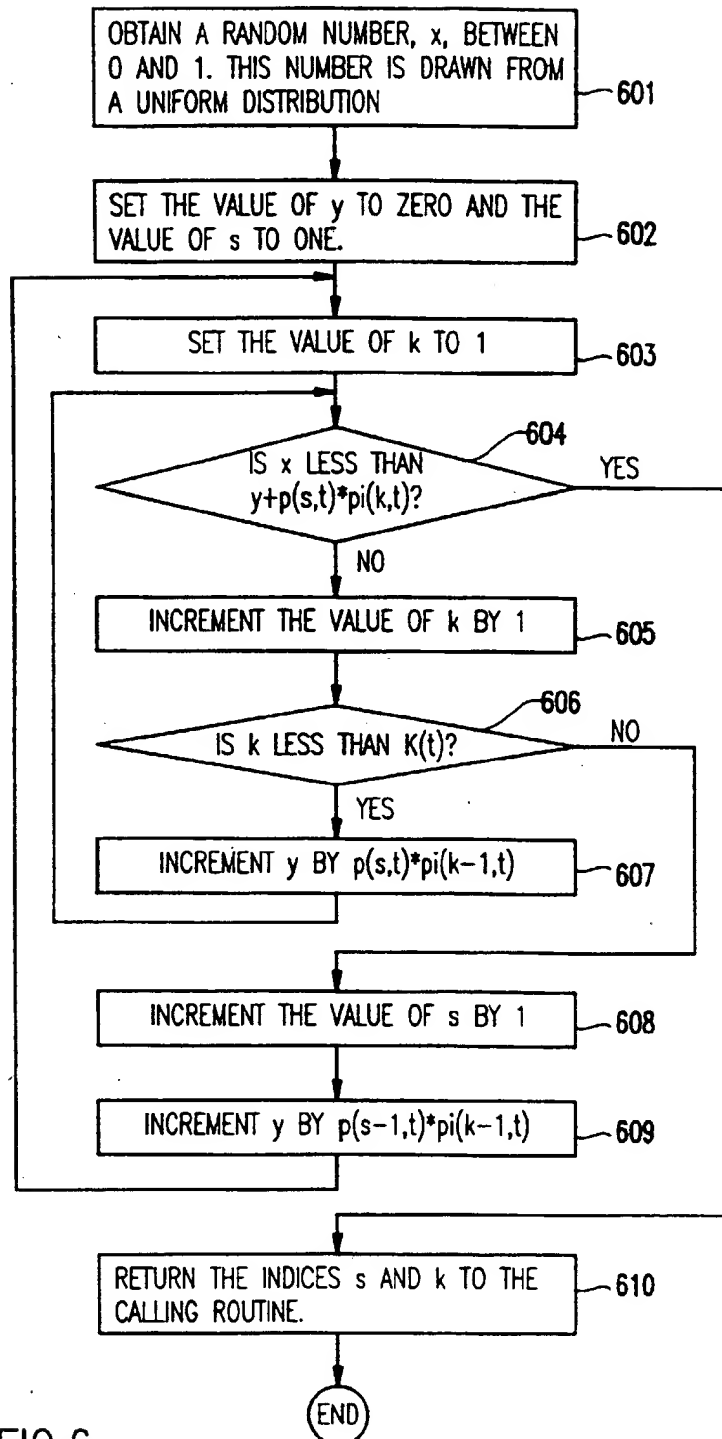 OBTAIN A RANDOM NUMBER, x, BETWEEN
0 AND 1. THIS NUMBER IS DRAWN FROM
A UNIFORM DISTRIBUTION
601
SET THE VALUE OF y TO ZERO AND THE
VALUE OF s TO ONE.
602
SET THE VALUE OF k TO 1
603
604
IS x LESS THAN
y+p(s,t)*pi(k,t)?
YES
NO
INCREMENT THE VALUE OF k BY 1
605
606
IS k LESS THAN K(t)?
NO
YES
INCREMENT y BY p(s,t)*pi(k-1,t)
607
INCREMENT THE VALUE OF s BY 1
608
INCREMENT y BY p(s-1,t)*pi(k-1,t)
609
RETURN THE INDICES s AND k TO THE
CALLING ROUTINE.
610
END